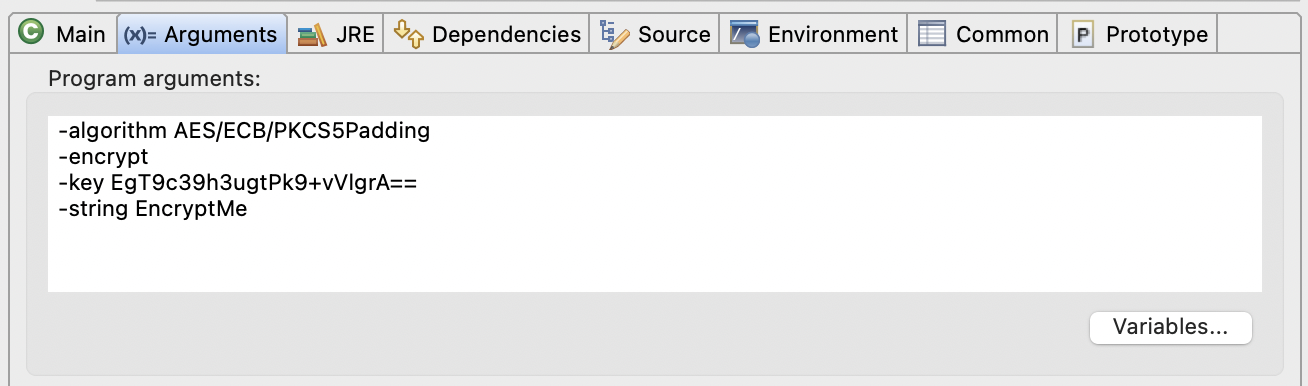 Main (x)= Arguments JRE Dependencies Source Environment Common P Prototype
Program arguments:
-algorithm AES/ECB/PKCS5Padding
-encrypt
-key EgT9c39h3ugtPk9+vVlgrA==
-string EncryptMe
Variables...